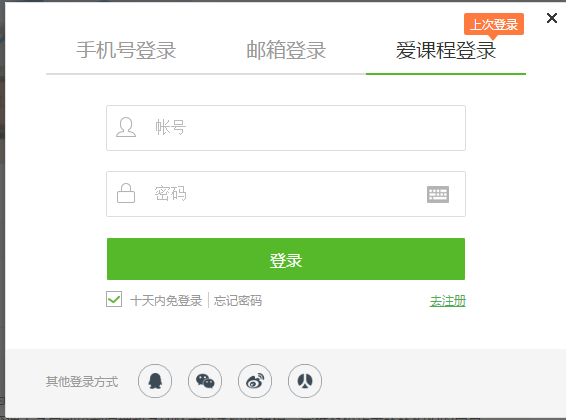 上次登录
手机号登录 邮箱登录 爱课程登录
帐号
密码
登录
十天内免登录 | 忘记密码 去注册
其他登录方式